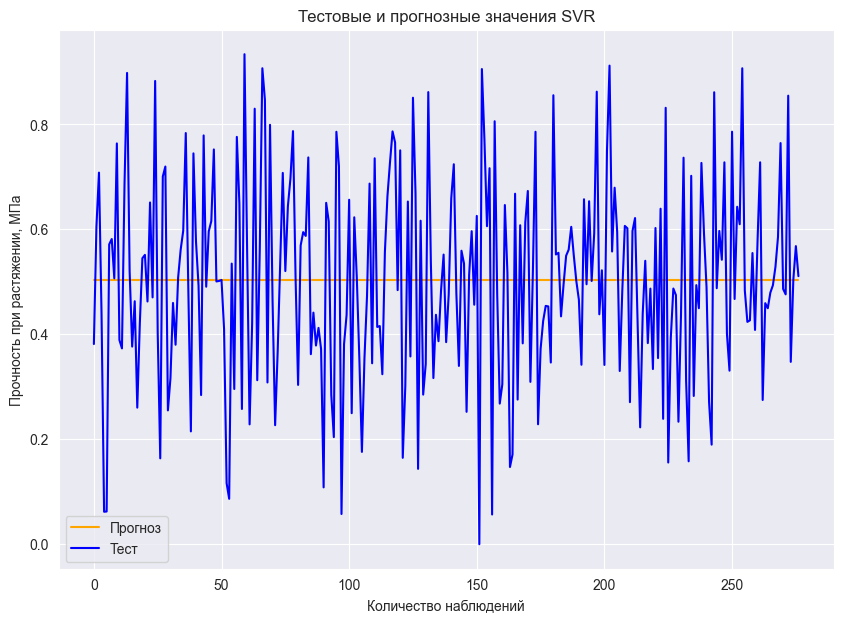 Тестовые и прогнозные значения SVR
Прочность при растяжении, МПа
0.8
0.6
0.4
0.2
0.0
Прогноз
Тест
0 50 100 150 200 250
Количество наблюдений